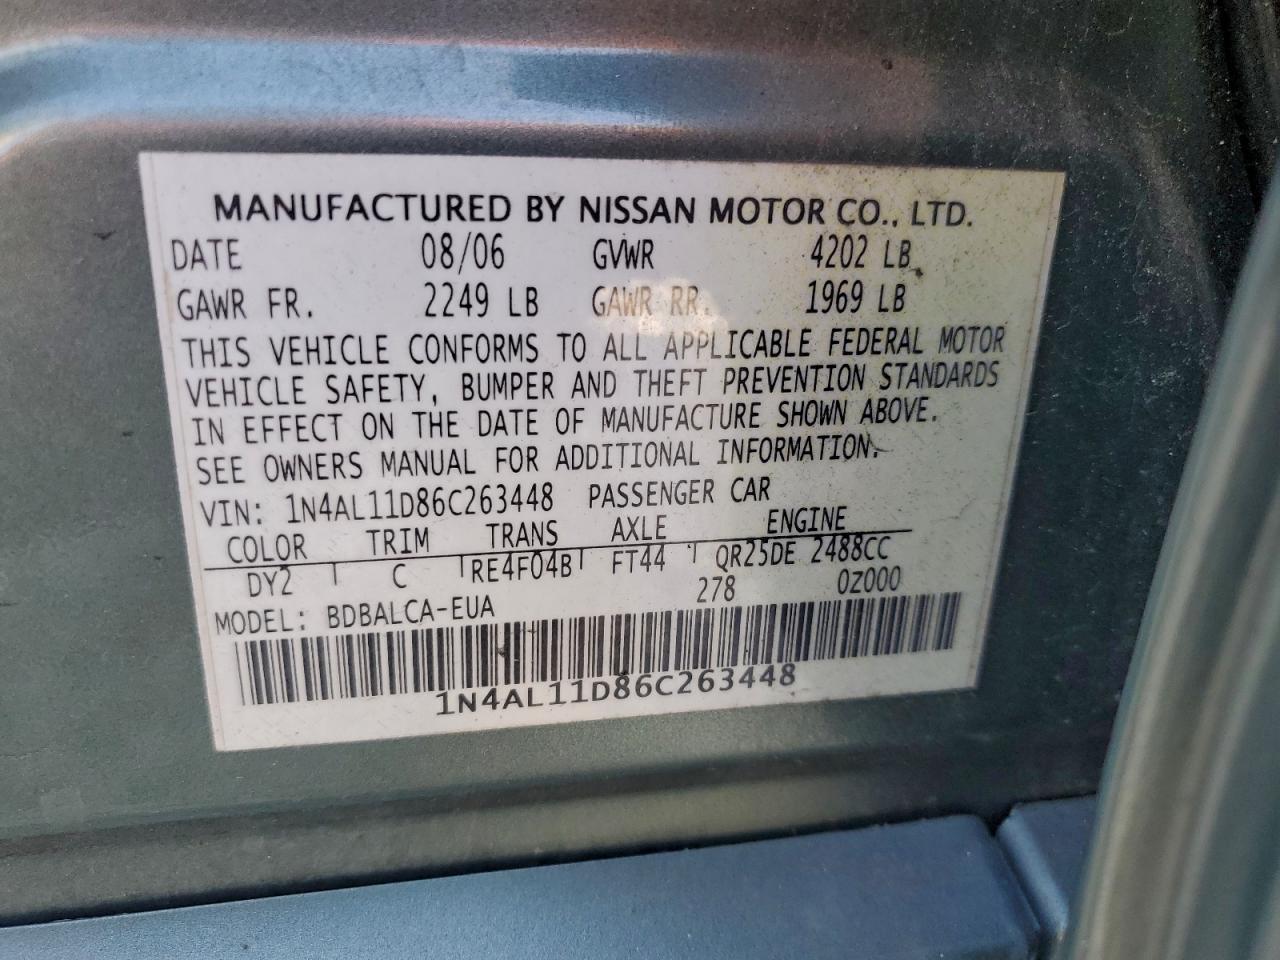 MANUFACTURED BY NISSAN MOTOR CO., LTD.
DATE 08/06 GVWR 4202 LB
GAWR FR. 2249 LB GAWR RR. 1969 LB
THIS VEHICLE CONFORMS TO ALL APPLICABLE FEDERAL MOTOR
VEHICLE SAFETY, BUMPER AND THEFT PREVENTION STANDARDS
IN EFFECT ON THE DATE OF MANUFACTURE SHOWN ABOVE.
SEE OWNERS MANUAL FOR ADDITIONAL INFORMATION.
VIN: 1N4AL11D86C263448 PASSENGER CAR
COLOR TRIM TRANS AXLE ENGINE
DY2 C RE4F04B FT44 QR25DE 2488CC
278 0Z000
MODEL: BDBALCA-EUA
1N4AL11D86C263448